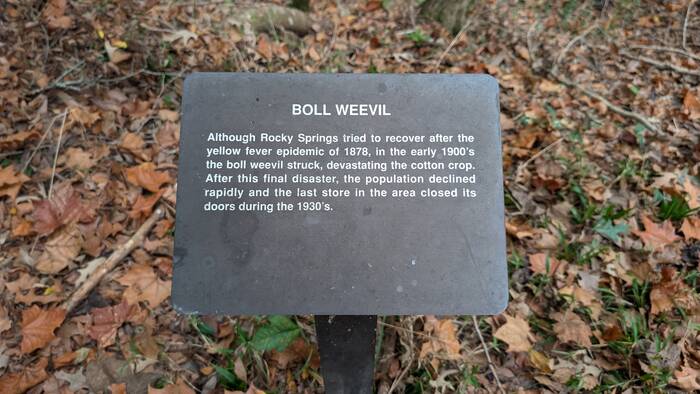 BOLL WEEVIL
Although Rocky Springs tried to recover after the
yellow fever epidemic of 1878, in the early 1900's
the boll weevil struck, devastating the cotton crop.
After this final disaster, the population declined
rapidly and the last store in the area closed its
doors during the 1930's.